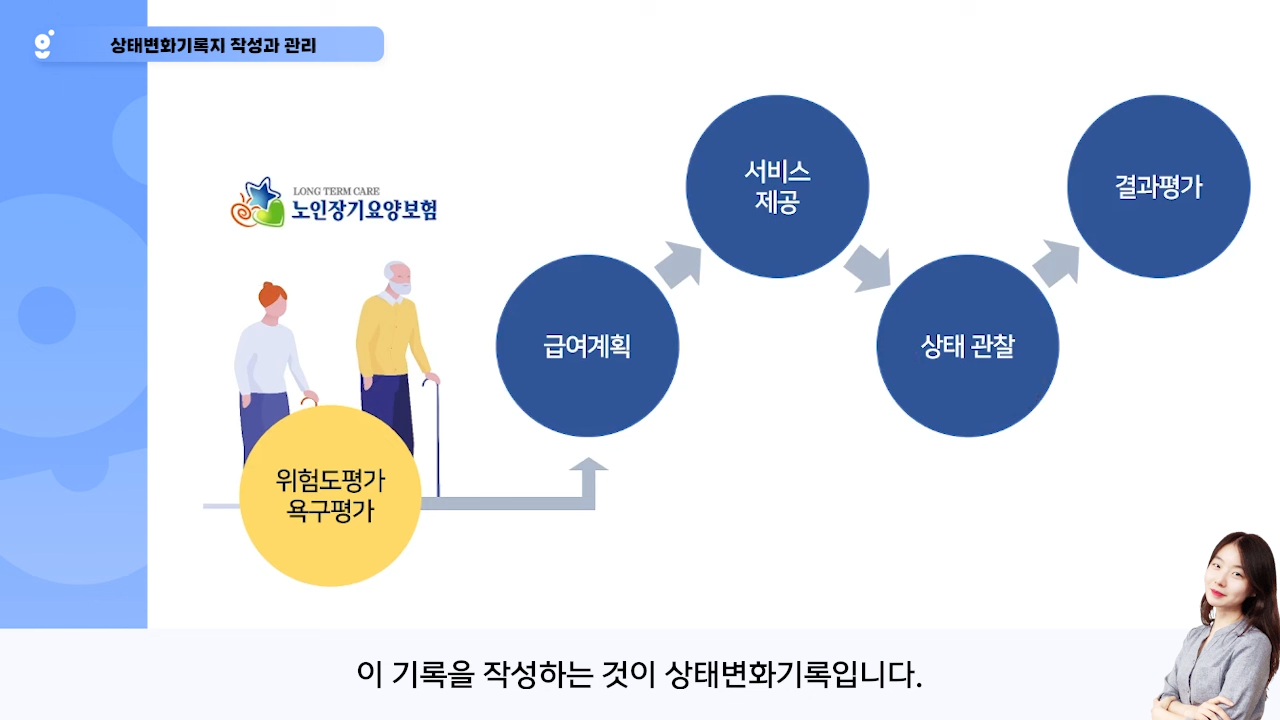 상태변화기록지 작성과 관리
LONG TERM CARE
노인장기요양보험
위험도평가
욕구평가
급여계획
서비스
제공
상태 관찰
결과평가
이 기록을 작성하는 것이 상태변화기록입니다.